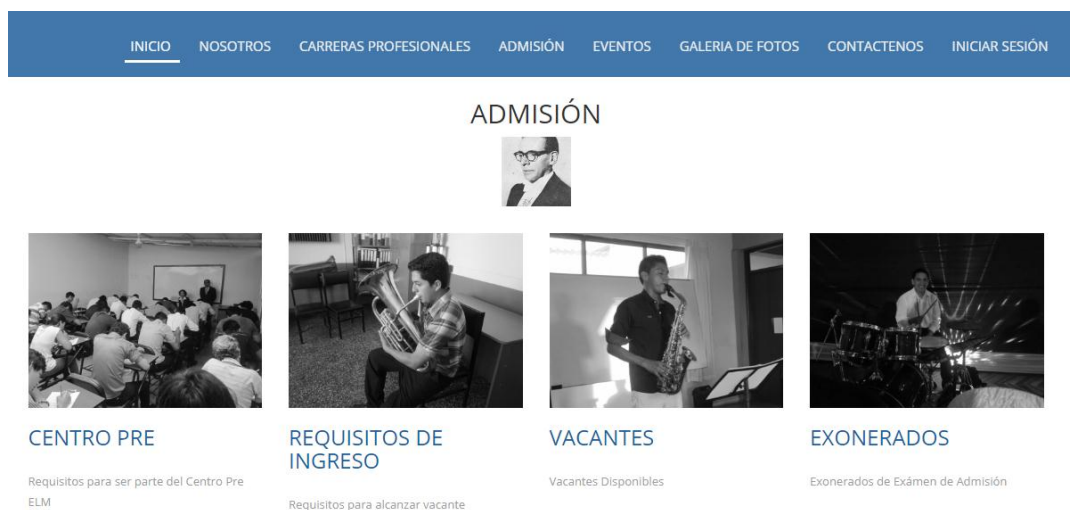 INICIO NOSOTROS CARRERAS PROFESIONALES ADMISIÓN EVENTOS GALERIA DE FOTOS CONTACTENOS INICIAR SESIÓN
ADMISIÓN
CENTRO PRE
Requisitos para ser parte del Centro Pre
ELM
REQUISITOS DE
INGRESO
Requisitos para alcanzar vacante
VACANTES
Vacantes Disponibles
EXONERADOS
Exonerados de Exámen de Admisión